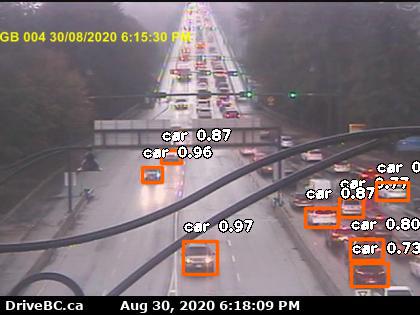 GB 004 30/08/2020 6:15:30 PM
car 0.87
car 0.96
car 0.77
car 0.87
car 0.97
car 0.80
car 0.73
DriveBC.ca Aug 30, 2020 6:18:09 PM